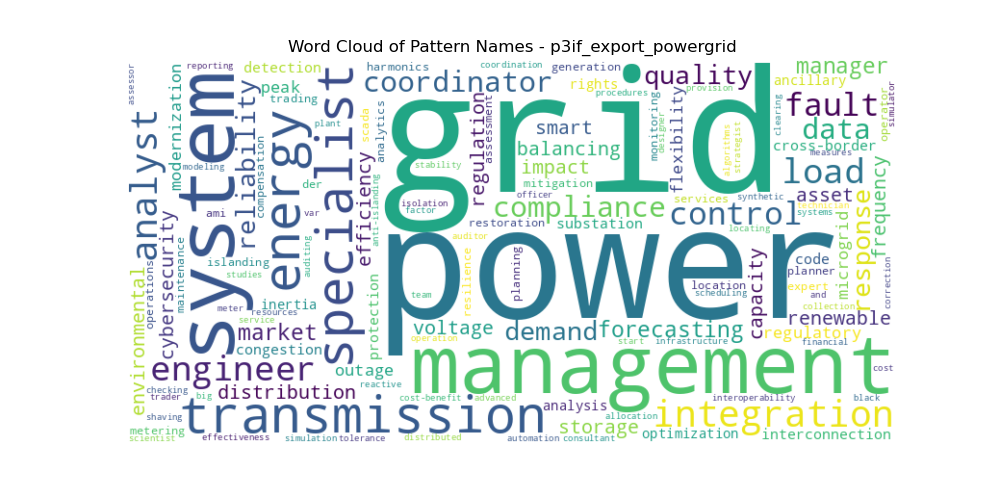 Word Cloud of Pattern Names - p3if_export_powergrid
grid
power
system
management
specialist
energy
transmission
integration
engineer
analyst
coordinator
compliance
control
load
fault
data
quality
manager
demand
forecasting
response
voltage
storage
distribution
market
reliability
cybersecurity
environmental
modernization
detection
peak
trading
harmonics
generation
rights
procedures
coordination
reporting
assessor
plant
scada
analytics
regulation
assessment
smart
balancing
impact
mitigation
officer
stability
isolation
factor
anti-islanding
efficiency
compensation
modeling
der
var
ami
islanding
studies
auditing
inertia
meter
resources
service
congestion
maintenance
operations
protection
outage
reactive
restoration
substation
auditor
resilience
planning
team
operation
start
infrastructure
location
scheduling
capacity
regulatory
renewable
code
planner
expert
and
collection
financial
correction
microgrid
frequency
asset
technician
systems
synthetic
services
locating
flexibility
monitoring
designer
provision
algorithms
strategist
clearing
ancillary
operator
simulator
cross-border
measures
cost
black
interoperability
interconnection
optimization
allocation
analysis
advanced
cost-benefit
distributed
automation
consultant
tolerance
simulation
effectiveness
scientist
metering
shaving
trader
checking
big